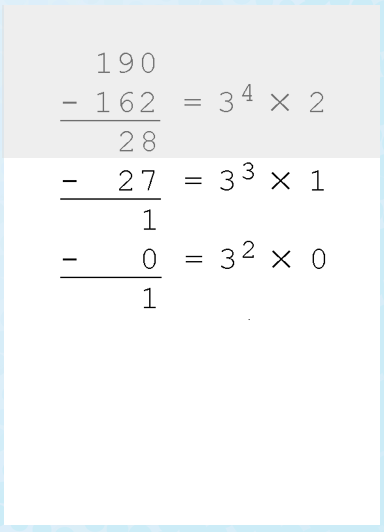 190
- 162 = 3⁴ × 2
28
- 27 = 3³ × 1
1
- 0 = 3² × 0
1